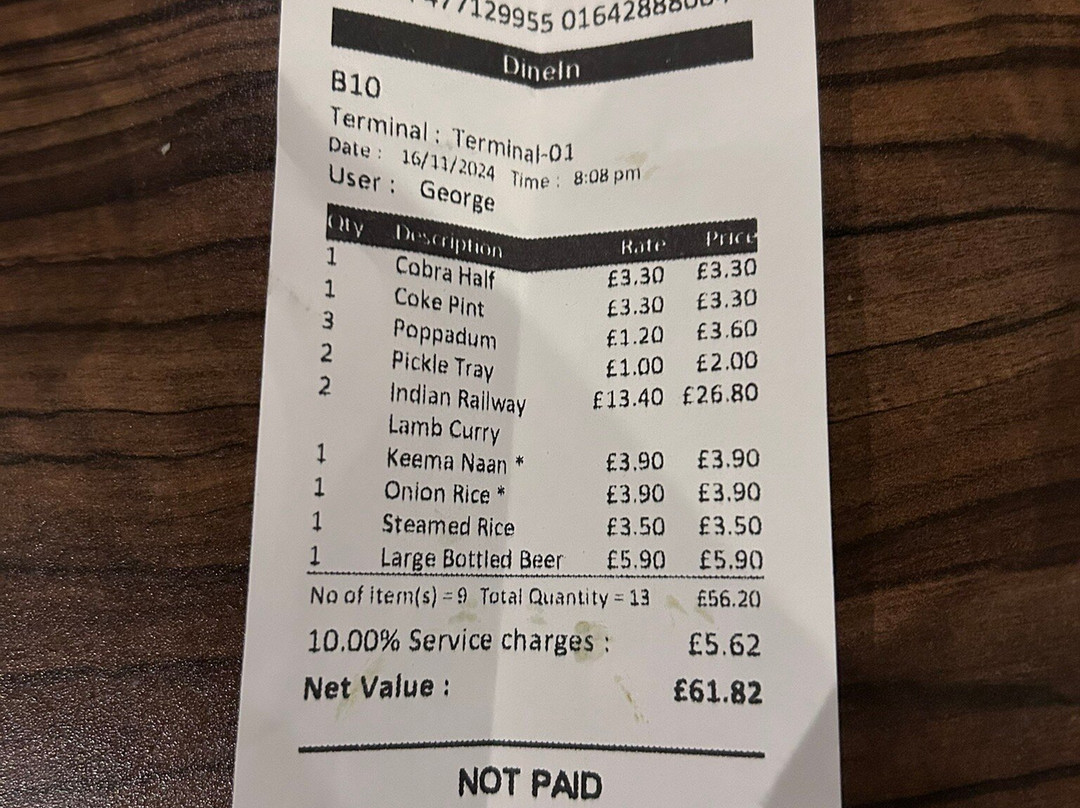 DineIn
B10
Terminal : Terminal-01
Date : 16/11/2024 Time : 8:08 pm
User : George
Qty Description Rate Price
1 Cobra Half £3.30 £3.30
1 Coke Pint £3.30 £3.30
3 Poppadum £1.20 £3.60
2 Pickle Tray £1.00 £2.00
2 Indian Railway £13.40 £26.80
Lamb Curry
1 Keema Naan * £3.90 £3.90
1 Onion Rice * £3.90 £3.90
1 Steamed Rice £3.50 £3.50
1 Large Bottled Beer £5.90 £5.90
No of item(s) = 9 Total Quantity = 13 £56.20
10.00% Service charges : £5.62
Net Value : £61.82
NOT PAID